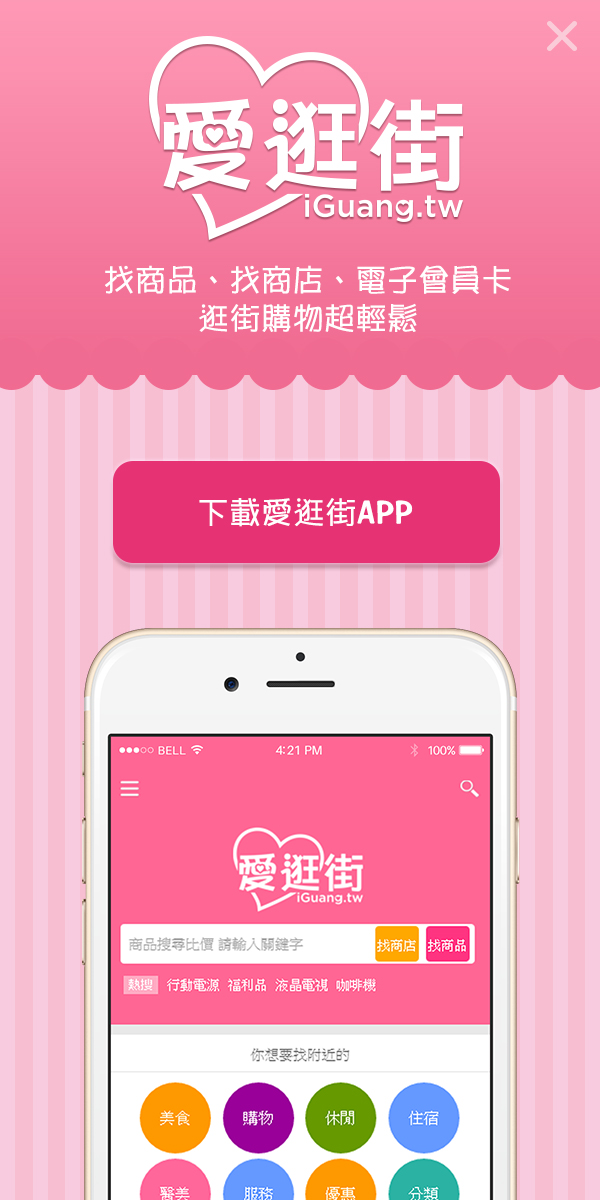 愛逛街
iGuang.tw
找商品、找商店、電子會員卡
逛街購物超輕鬆
下載愛逛街APP
BELL 4:21 PM 100%
愛逛街
iGuang.tw
商品搜尋比價 請輸入關鍵字 找商店 找商品
熱搜 行動電源 福利品 液晶電視 咖啡機
你想要找附近的
美食 購物 休閒 住宿
醫美 服務 優惠 分類